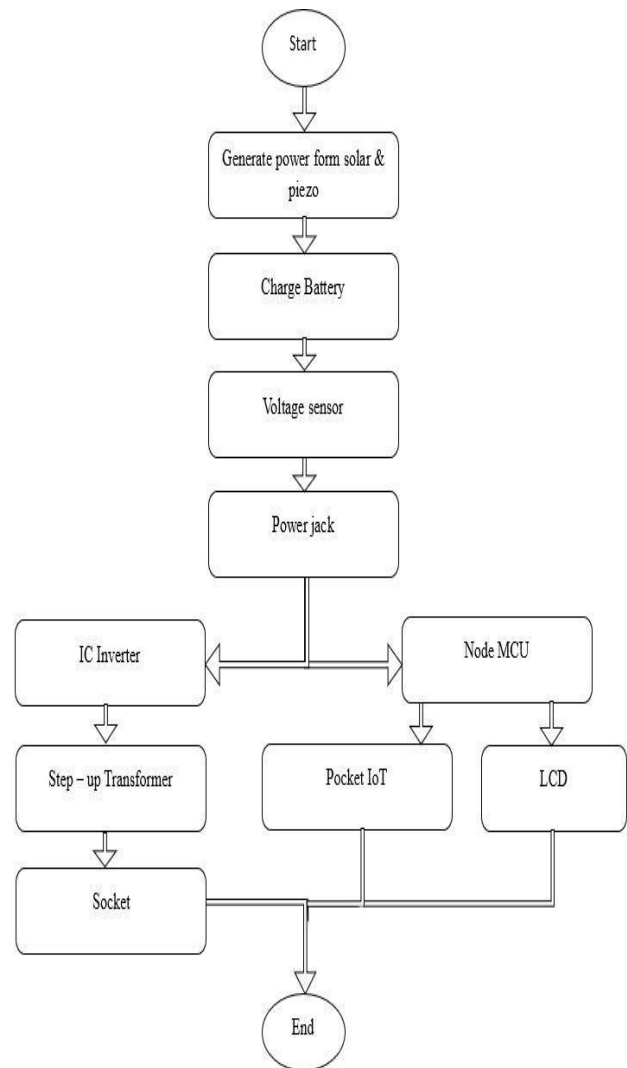 Start
Generate power form solar &
piezo
Charge Battery
Voltage sensor
Power jack
IC Inverter
Node MCU
Step – up Transformer
Pocket IoT
LCD
Socket
End